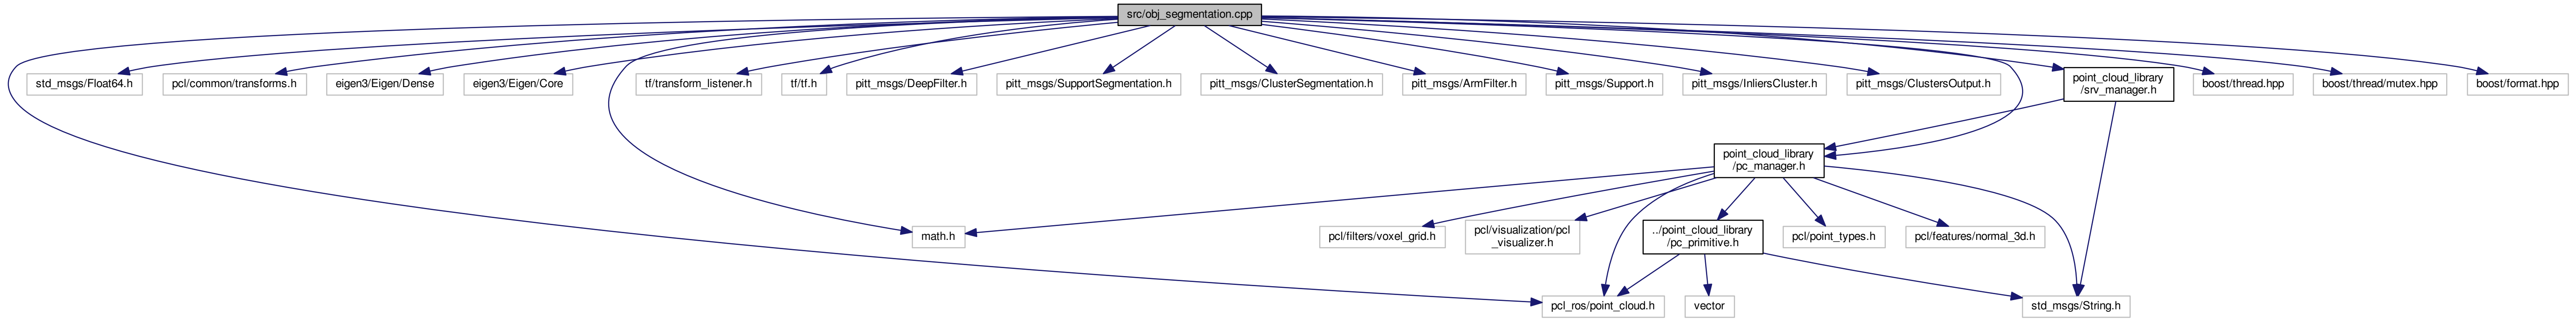 src/obj_segmentation.cpp
std_msgs/Float64.h
pcl/common/transforms.h
eigen3/Eigen/Dense
eigen3/Eigen/Core
tf/transform_listener.h
tf/tf.h
pitt_msgs/DeepFilter.h
pitt_msgs/SupportSegmentation.h
pitt_msgs/ClusterSegmentation.h
pitt_msgs/ArmFilter.h
pitt_msgs/Support.h
pitt_msgs/InliersCluster.h
pitt_msgs/ClustersOutput.h
point_cloud_library
/srv_manager.h
boost/thread.hpp
boost/thread/mutex.hpp
boost/format.hpp
point_cloud_library
/pc_manager.h
math.h
pcl/filters/voxel_grid.h
pcl/visualization/pcl
_visualizer.h
../point_cloud_library
/pc_primitive.h
pcl/point_types.h
pcl/features/normal_3d.h
pcl_ros/point_cloud.h
vector
std_msgs/String.h